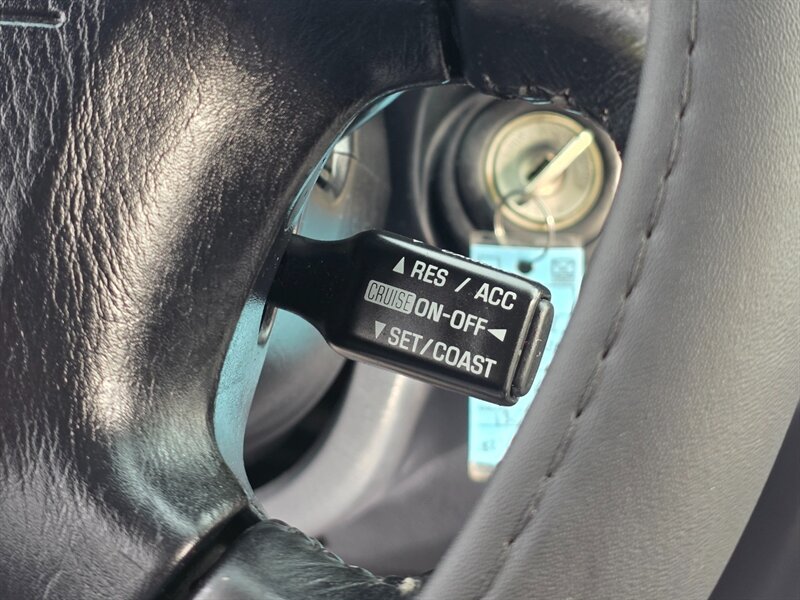 ▲ RES / ACC
CRUISE ON-OFF ◄
▼ SET/COAST